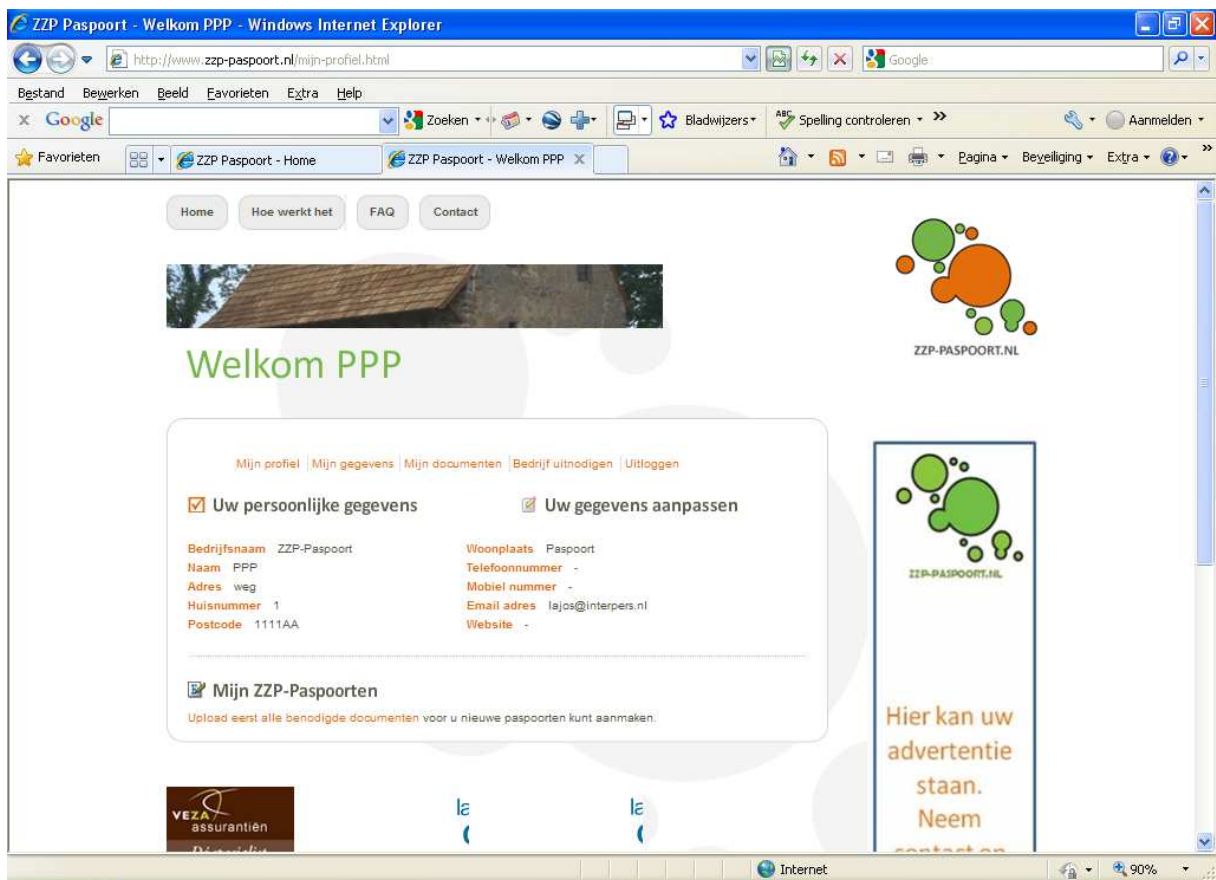 ZZP Paspoort - Welkom PPP - Windows Internet Explorer
http://www.zzp-paspoort.nl/mijn-profiel.html
Google
Bestand Bewerken Beeld Favorieten Extra Help
x Google Zoeken Bladwijzers ABC Spelling controleren » Aanmelden
Favorieten ZZP Paspoort - Home ZZP Paspoort - Welkom PPP X Pagina Beveiliging Extra »
Home Hoe werkt het FAQ Contact
ZZP-PASPOORT.NL
Welkom PPP
Mijn profiel Mijn gegevens Mijn documenten Bedrijf uitnodigen Uitloggen
Uw persoonlijke gegevens Uw gegevens aanpassen
Bedrijfsnaam ZZP-Paspoort Woonplaats Paspoort
Naam PPP Telefoonnummer -
Adres weg Mobiel nummer -
Huisnummer 1 Email adres lajos@interpers.nl
Postcode 1111AA Website -
Mijn ZZP-Paspoorten
Upload eerst alle benodigde documenten voor u nieuwe paspoorten kunt aanmaken.
ZZP-PASPOORT.NL
Hier kan uw
advertentie
staan.
Neem
contact op
VEZA
assurantiën
Internet 90%